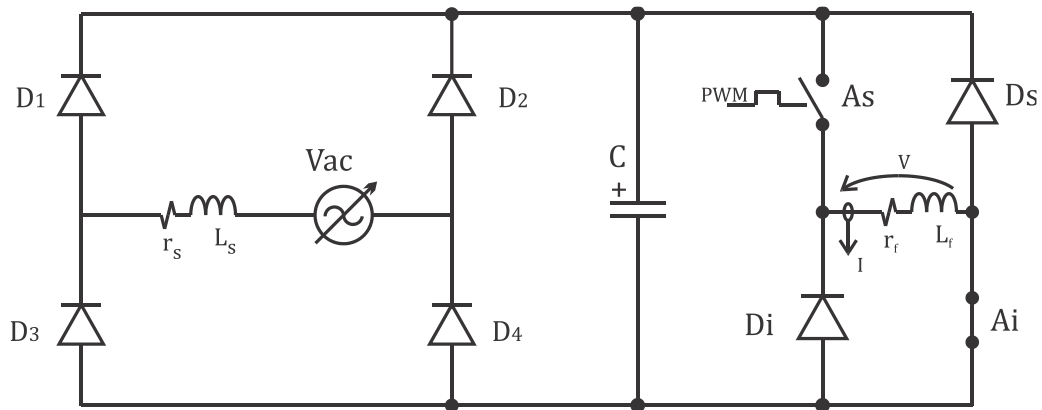 D1
D2
Vac
rs
Ls
D3
D4
C
+
PWM
As
Ds
V
I
rf
Lf
Di
Ai